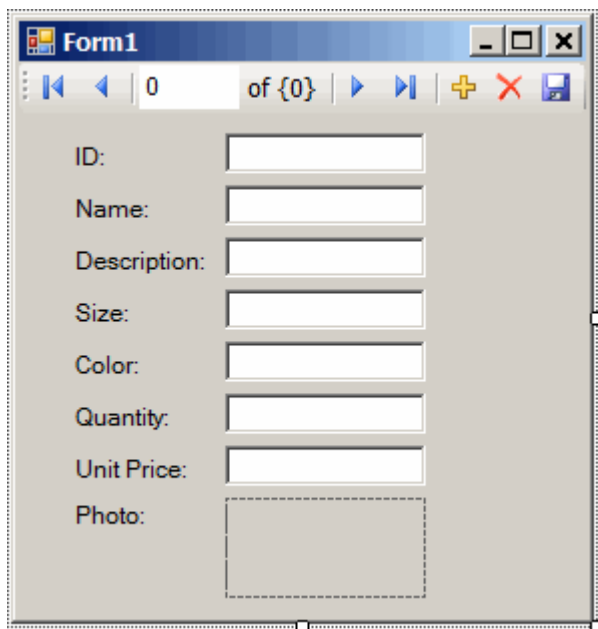 Form1
0 of {0}
ID:
Name:
Description:
Size:
Color:
Quantity:
Unit Price:
Photo: